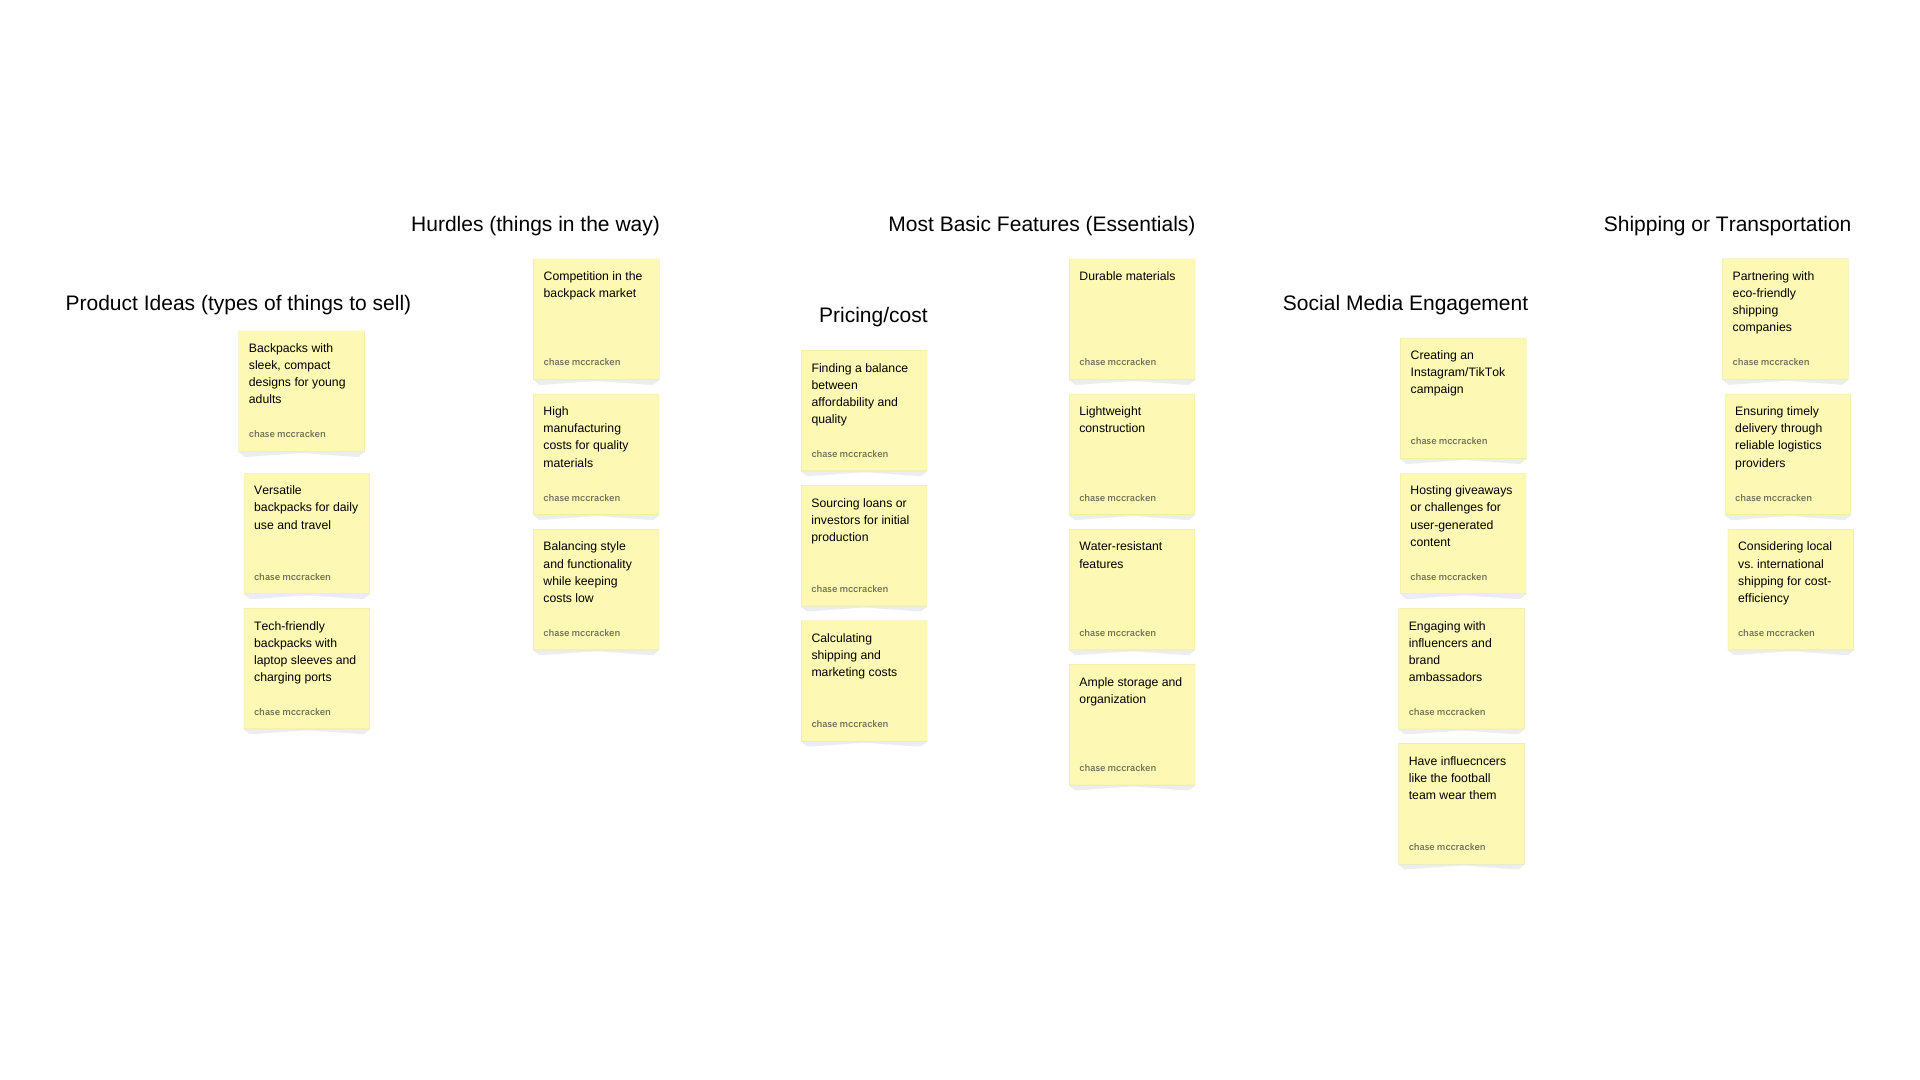 Product Ideas (types of things to sell)
Backpacks with
sleek, compact
designs for young
adults
chase mccracken
Versatile
backpacks for daily
use and travel
chase mccracken
Tech-friendly
backpacks with
laptop sleeves and
charging ports
chase mccracken
Hurdles (things in the way)
Competition in the
backpack market
chase mccracken
High
manufacturing
costs for quality
materials
chase mccracken
Balancing style
and functionality
while keeping
costs low
chase mccracken
Pricing/cost
Finding a balance
between
affordability and
quality
chase mccracken
Sourcing loans or
investors for initial
production
chase mccracken
Calculating
shipping and
marketing costs
chase mccracken
Most Basic Features (Essentials)
Durable materials
chase mccracken
Lightweight
construction
chase mccracken
Water-resistant
features
chase mccracken
Ample storage and
organization
chase mccracken
Social Media Engagement
Creating an
Instagram/TikTok
campaign
chase mccracken
Hosting giveaways
or challenges for
user-generated
content
chase mccracken
Engaging with
influencers and
brand
ambassadors
chase mccracken
Have influecncers
like the football
team wear them
chase mccracken
Shipping or Transportation
Partnering with
eco-friendly
shipping
companies
chase mccracken
Ensuring timely
delivery through
reliable logistics
providers
chase mccracken
Considering local
vs. international
shipping for cost-
efficiency
chase mccracken